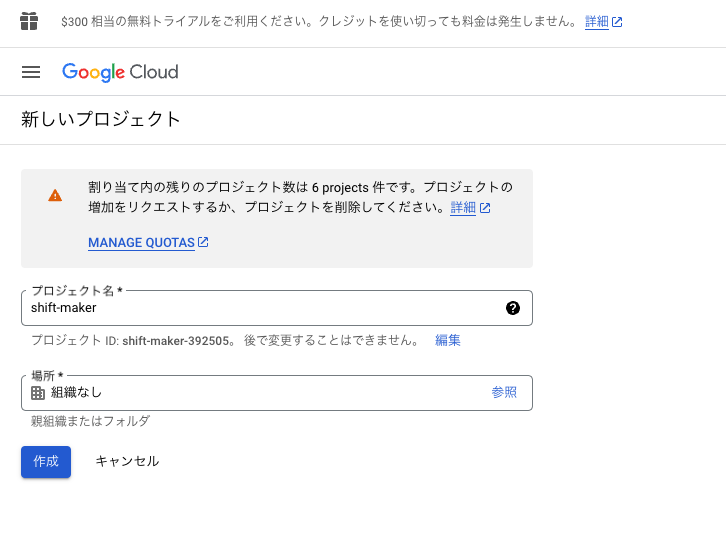 $300 相当の無料トライアルをご利用ください。クレジットを使い切っても料金は発生しません。 詳細
Google Cloud
新しいプロジェクト
割り当て内の残りのプロジェクト数は 6 projects 件です。プロジェクトの
増加をリクエストするか、プロジェクトを削除してください。詳細
MANAGE QUOTAS
プロジェクト名 *
shift-maker
プロジェクト ID: shift-maker-392505。 後で変更することはできません。 編集
場所 *
組織なし 参照
親組織またはフォルダ
作成 キャンセル